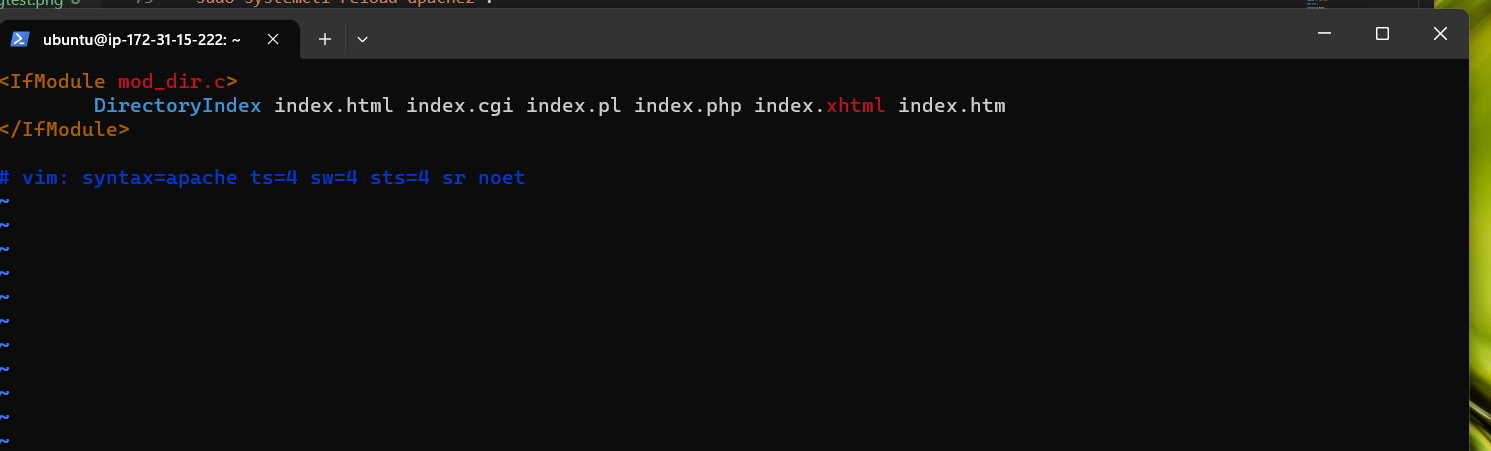 gtest.png 6 75 sudo systemctl reload apache2 .
ubuntu@ip-172-31-15-222: ~
<IfModule mod_dir.c>
DirectoryIndex index.html index.cgi index.pl index.php index.xhtml index.htm
</IfModule>
# vim: syntax=apache ts=4 sw=4 sts=4 sr noet
~
~
~
~
~
~
~
~
~
~
~